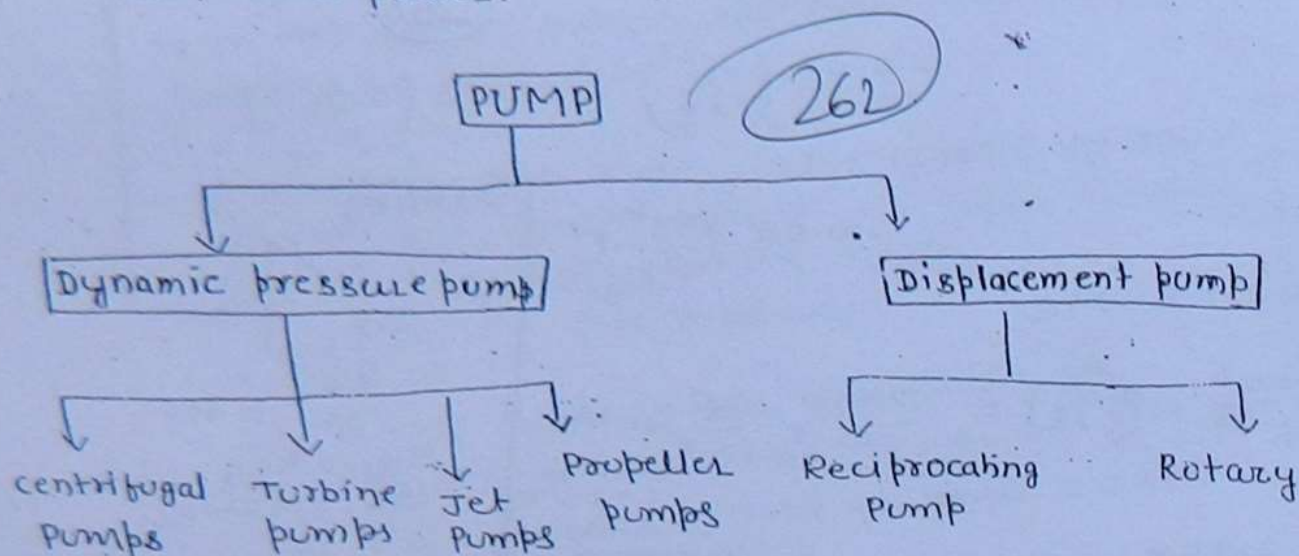 PUMP
262
Dynamic pressure pump
Displacement pump
centrifugal pumps
Turbine pumps
Jet pumps
Propeller pumps
Reciprocating Pump
Rotary